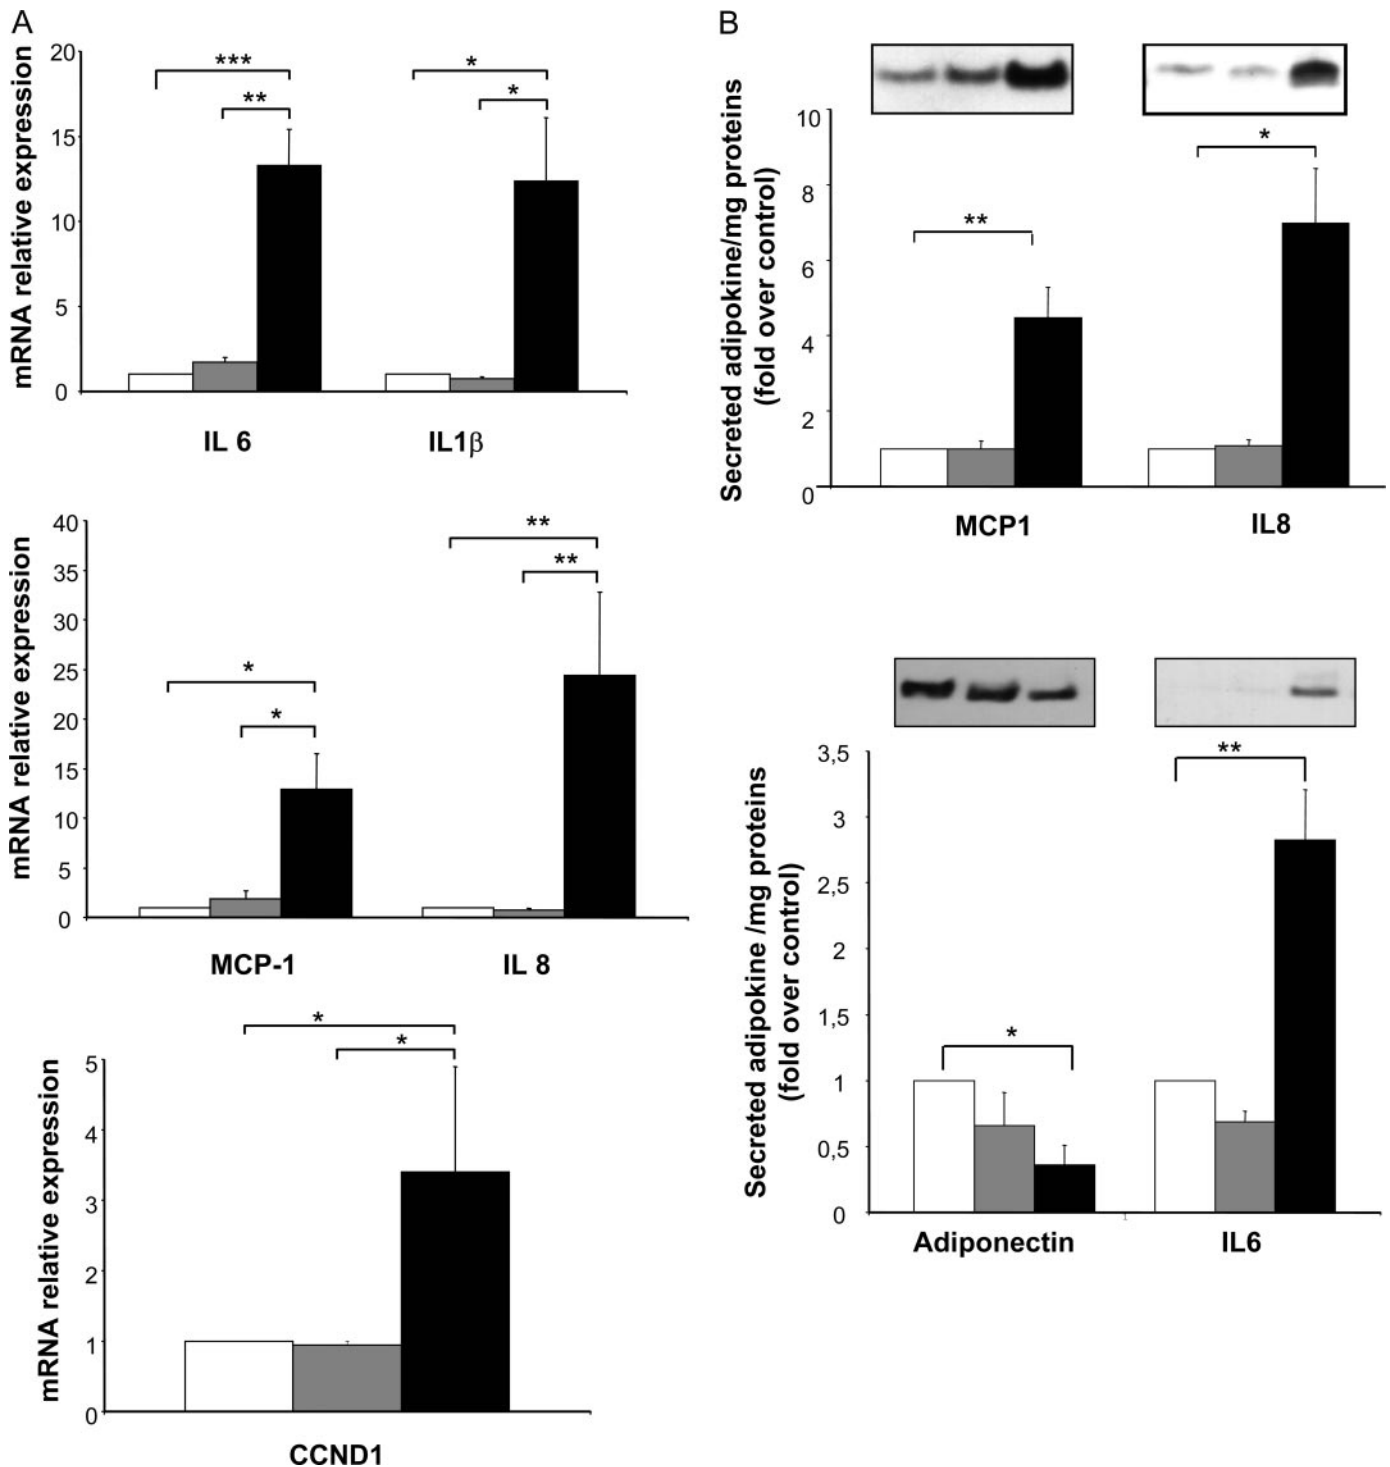 A
mRNA relative expression
20
15
10
5
0
***
**
*
*
IL 6
IL1β
mRNA relative expression
40
35
30
25
20
15
10
5
0
*
*
**
**
MCP-1
IL 8
mRNA relative expression
5
4
3
2
1
0
*
*
CCND1
B
Secreted adipokine/mg proteins
(fold over control)
10
8
6
4
2
0
**
*
MCP1
IL8
Secreted adipokine /mg proteins
(fold over control)
3,5
3
2,5
2
1,5
1
0,5
0
*
**
Adiponectin
IL6